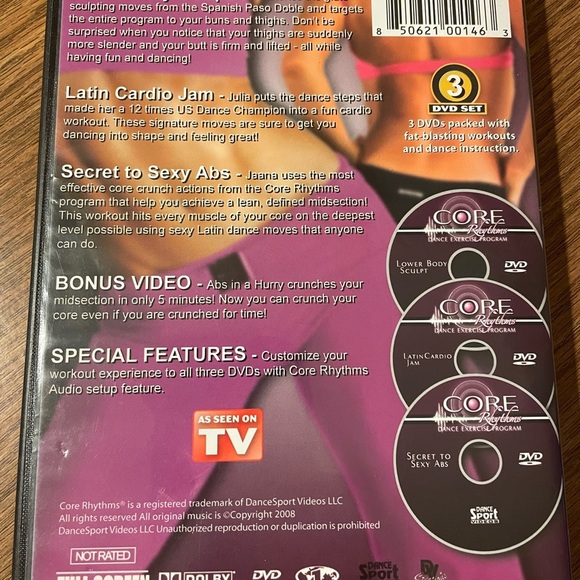 sculpting moves from the Spanish Paso Doble and targets
the entire program to your buns and thighs. Don't be
surprised when you notice that your thighs are suddenly
more slender and your butt is firm and lifted - all while
having fun and dancing!
8 50621 00146 3
Latin Cardio Jam - Julia puts the dance steps that
made her a 12 times US Dance Champion into a fun cardio
workout. These signature moves are sure to get you
dancing into shape and feeling great!
3
DVD SET
3 DVDs packed with
fat-blasting workouts
and dance instruction.
Secret to Sexy Abs - Jaana uses the most
effective core crunch actions from the Core Rhythms
program that help you achieve a lean, defined midsection!
This workout hits every muscle of your core on the deepest
level possible using sexy Latin dance moves that anyone
can do.
BONUS VIDEO - Abs in a Hurry crunches your
midsection in only 5 minutes! Now you can crunch your
core even if you are crunched for time!
SPECIAL FEATURES - Customize your
workout experience to all three DVDs with Core Rhythms
Audio setup feature.
CORE
Rhythms
DANCE EXERCISE PROGRAM
LOWER BODY
SCULPT
DVD
CORE
Rhythms
DANCE EXERCISE PROGRAM
LATIN CARDIO
JAM
DVD
CORE
Rhythms
DANCE EXERCISE PROGRAM
SECRET TO
SEXY ABS
DVD
DANCE
Sport
VIDEOS
AS SEEN ON
TV
Core Rhythms® is a registered trademark of DanceSport Videos LLC
All rights reserved All original music is ©Copyright 2008
DanceSport Videos LLC Unauthorized reproduction or duplication is prohibited
NOT RATED
FULL SCREEN
DOLBY
DVD
DANCE
Sport